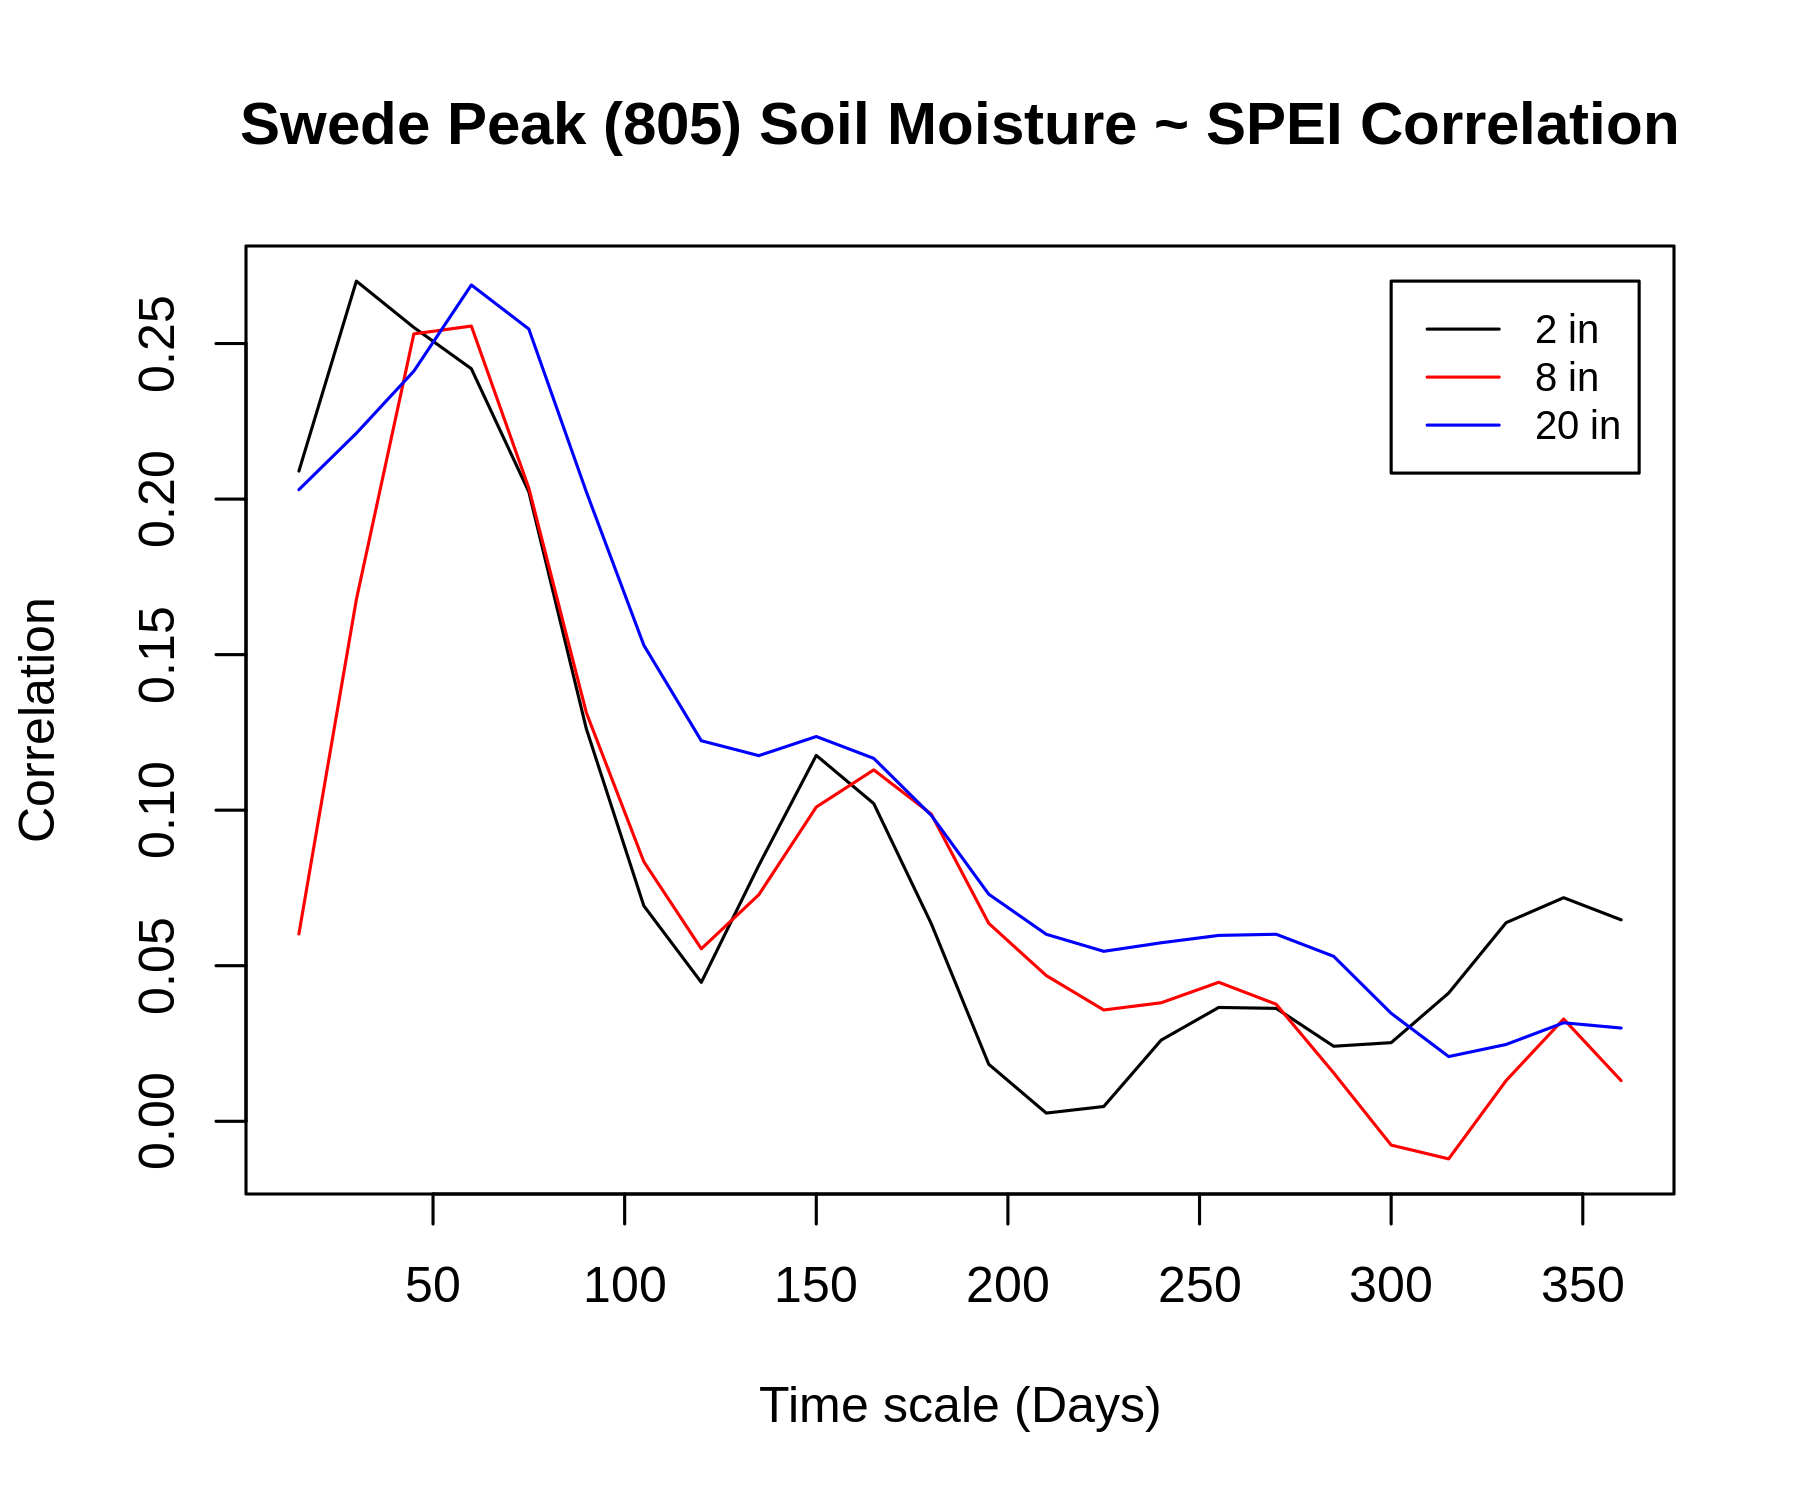 Swede Peak (805) Soil Moisture ~ SPEI Correlation
2 in
8 in
20 in
Correlation
0.25
0.20
0.15
0.10
0.05
0.00
50 100 150 200 250 300 350
Time scale (Days)